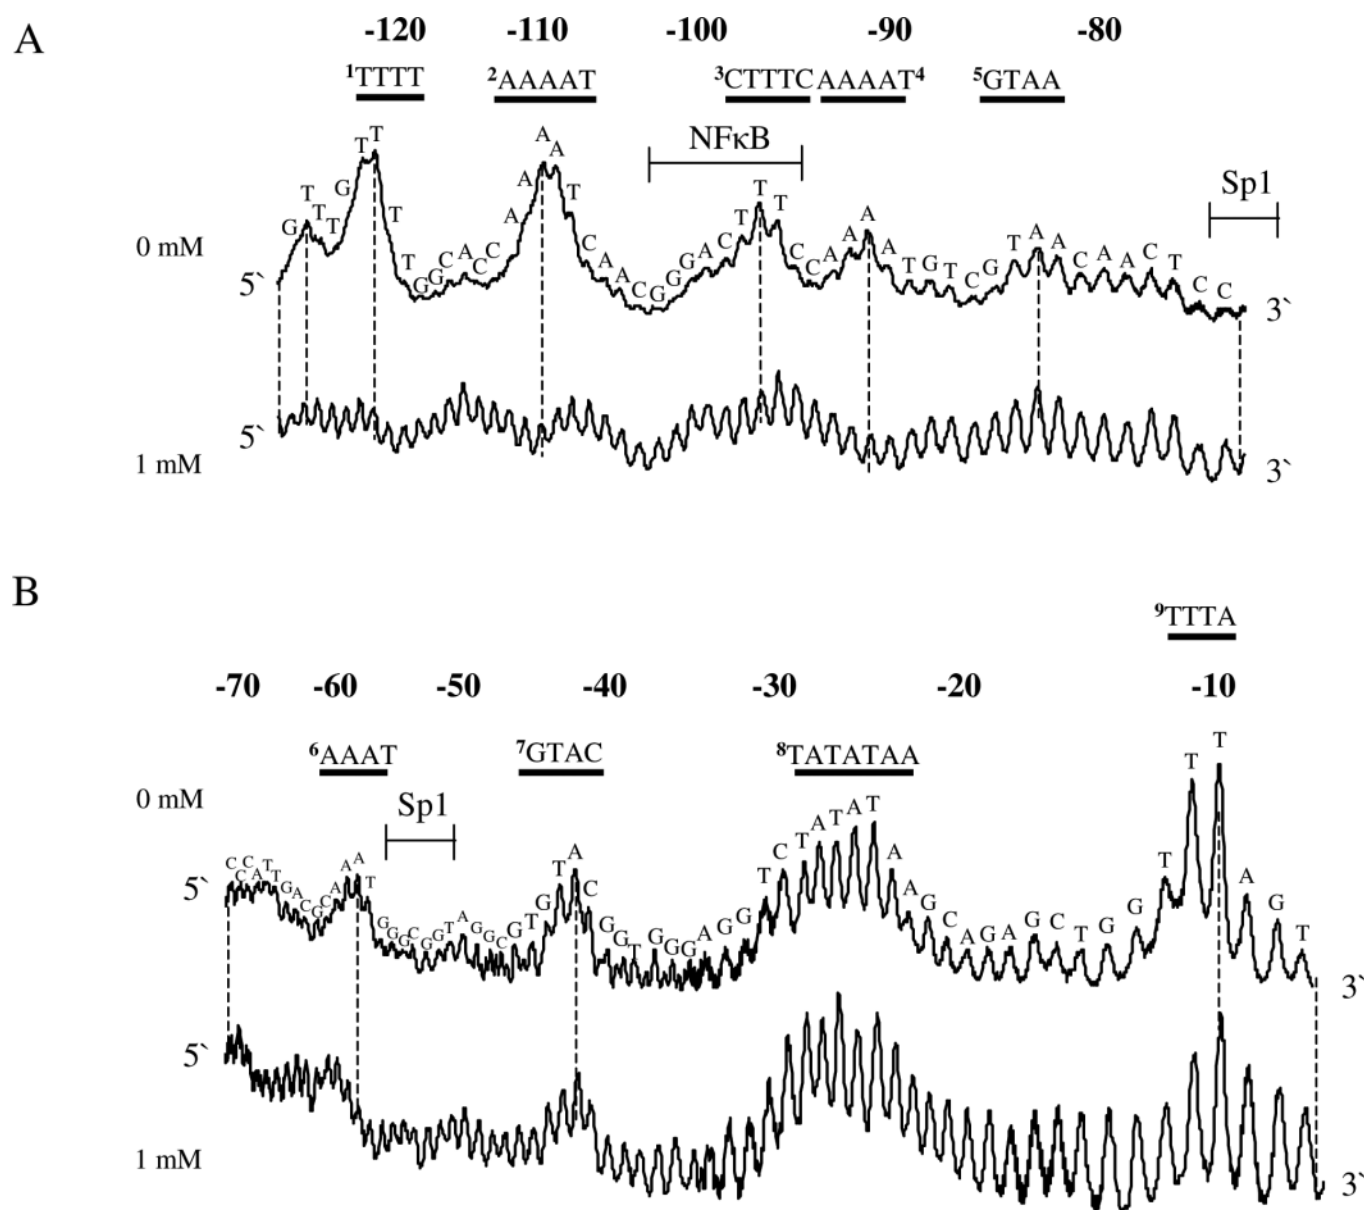 A
-120 -110 -100 -90 -80
¹TTTT ²AAAAT ³CTTTC AAAAT⁴ ⁵GTAA
NFκB
Sp1
0 mM
G T T T G T T T T G G C A C C A A A A T C A A C G G G A C T T T C C A A A A T G T C G T A A C A A C T C C
5` 3`
5` 3`
1 mM
B
⁹TTTA
-70 -60 -50 -40 -30 -20 -10
⁶AAAT ⁷GTAC ⁸TATATAA
Sp1
0 mM
C C C A T T G A C G C A A A T G G G C G G T A G G C G T G T A C G G T G G G A G G T C T A T A T A A G C A G A G C T G G T T T A G T
5` 3`
5` 3`
1 mM